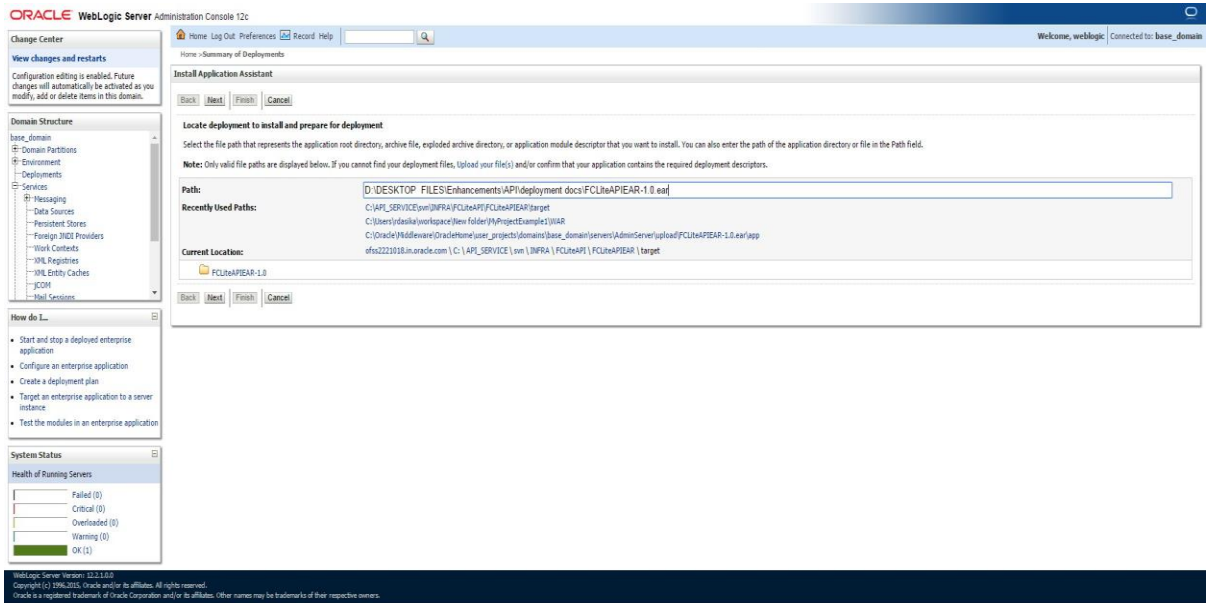 ORACLE WebLogic Server Administration Console 12c
Change Center
View changes and restarts
Configuration editing is enabled. Future
changes will automatically be activated as you
modify, add or delete items in this domain.
Domain Structure
base_domain
Domain Partitions
Environment
Deployments
Services
Messaging
Data Sources
Persistent Stores
Foreign JNDI Providers
Work Contexts
XML Registries
XML Entity Caches
jCOM
Mail Sessions
How do I...
Start and stop a deployed enterprise
application
Configure an enterprise application
Create a deployment plan
Target an enterprise application to a server
instance
Test the modules in an enterprise application
System Status
Health of Running Servers
Failed (0)
Critical (0)
Overloaded (0)
Warning (0)
OK (1)
Home Log Out Preferences Record Help
Welcome, weblogic Connected to: base_domain
Home >Summary of Deployments
Install Application Assistant
Back Next Finish Cancel
Locate deployment to install and prepare for deployment
Select the file path that represents the application root directory, archive file, exploded archive directory, or application module descriptor that you want to install. You can also enter the path of the application directory or file in the Path field.
Note: Only valid file paths are displayed below. If you cannot find your deployment files, Upload your file(s) and/or confirm that your application contains the required deployment descriptors.
Path: D:\DESKTOP FILES\Enhancements\API\deployment docs\FCLiteAPIEAR-1.0.ear
Recently Used Paths: C:\API_SERVICE\svn\INFRA\FCLiteAPI\FCLiteAPIEAR\target
C:\Users\rdasika\workspace\New folder\MyProjectExample1\WAR
C:\Oracle\Middleware\OracleHome\user_projects\domains\base_domain\servers\AdminServer\upload\FCLiteAPIEAR-1.0.ear\app
Current Location: ofss2221018.in.oracle.com \ C: \ API_SERVICE \ svn \ INFRA \ FCLiteAPI \ FCLiteAPIEAR \ target
FCLiteAPIEAR-1.0
Back Next Finish Cancel
WebLogic Server Version: 12.2.1.0.0
Copyright (c) 1996,2015, Oracle and/or its affiliates. All rights reserved.
Oracle is a registered trademark of Oracle Corporation and/or its affiliates. Other names may be trademarks of their respective owners.